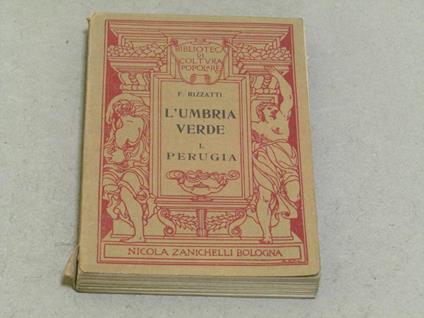 BIBLIOTECA
DI
COLTVRA
POPOLARE
F. RIZZATTI
L'UMBRIA
VERDE
I.
PERUGIA
NICOLA ZANICHELLI BOLOGNA